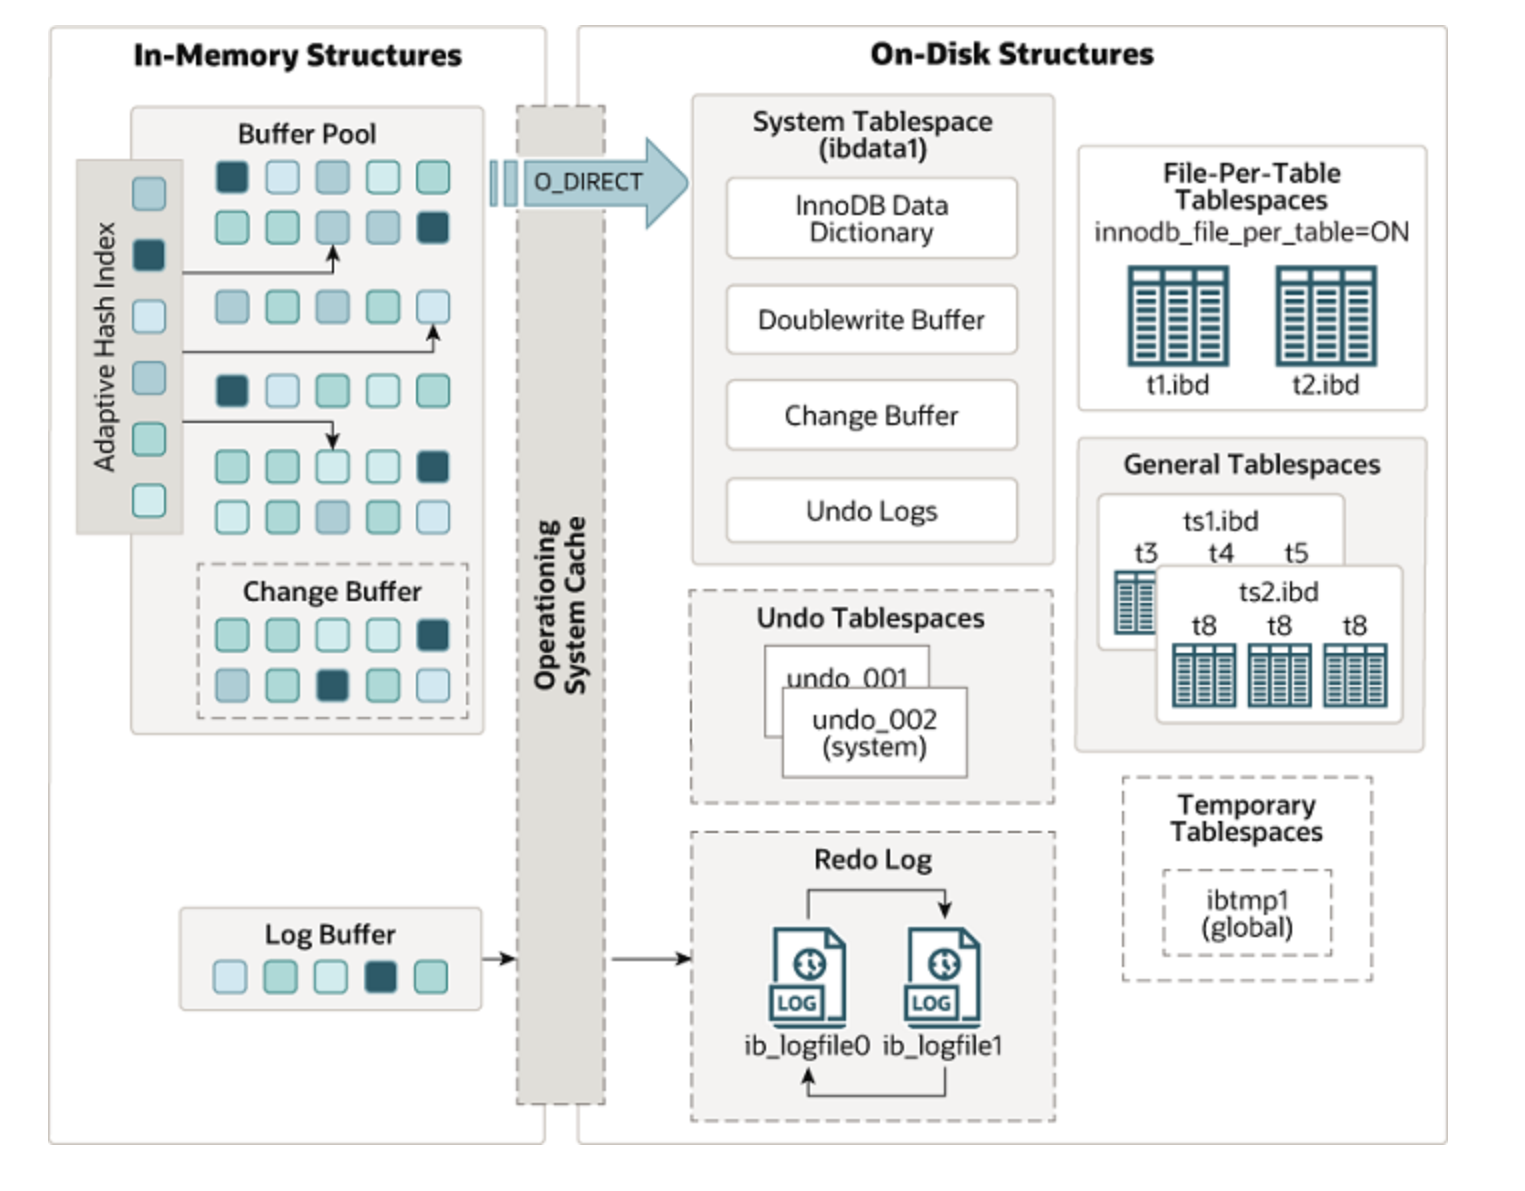 In-Memory Structures
Buffer Pool
Adaptive Hash Index
Change Buffer
Log Buffer
Operationing
System Cache
O_DIRECT
On-Disk Structures
System Tablespace
(ibdata1)
InnoDB Data
Dictionary
Doublewrite Buffer
Change Buffer
Undo Logs
Undo Tablespaces
undo_001
undo_002
(system)
Redo Log
LOG
LOG
ib_logfile0 ib_logfile1
File-Per-Table
Tablespaces
innodb_file_per_table=ON
t1.ibd t2.ibd
General Tablespaces
ts1.ibd
t3 t4 t5
ts2.ibd
t8 t8 t8
Temporary
Tablespaces
ibtmp1
(global)